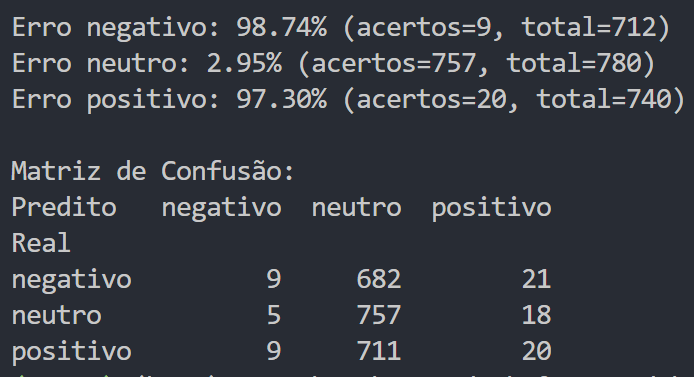 Erro negativo: 98.74% (acertos=9, total=712)
Erro neutro: 2.95% (acertos=757, total=780)
Erro positivo: 97.30% (acertos=20, total=740)
Matriz de Confusão:
Predito negativo neutro positivo
Real
negativo 9 682 21
neutro 5 757 18
positivo 9 711 20